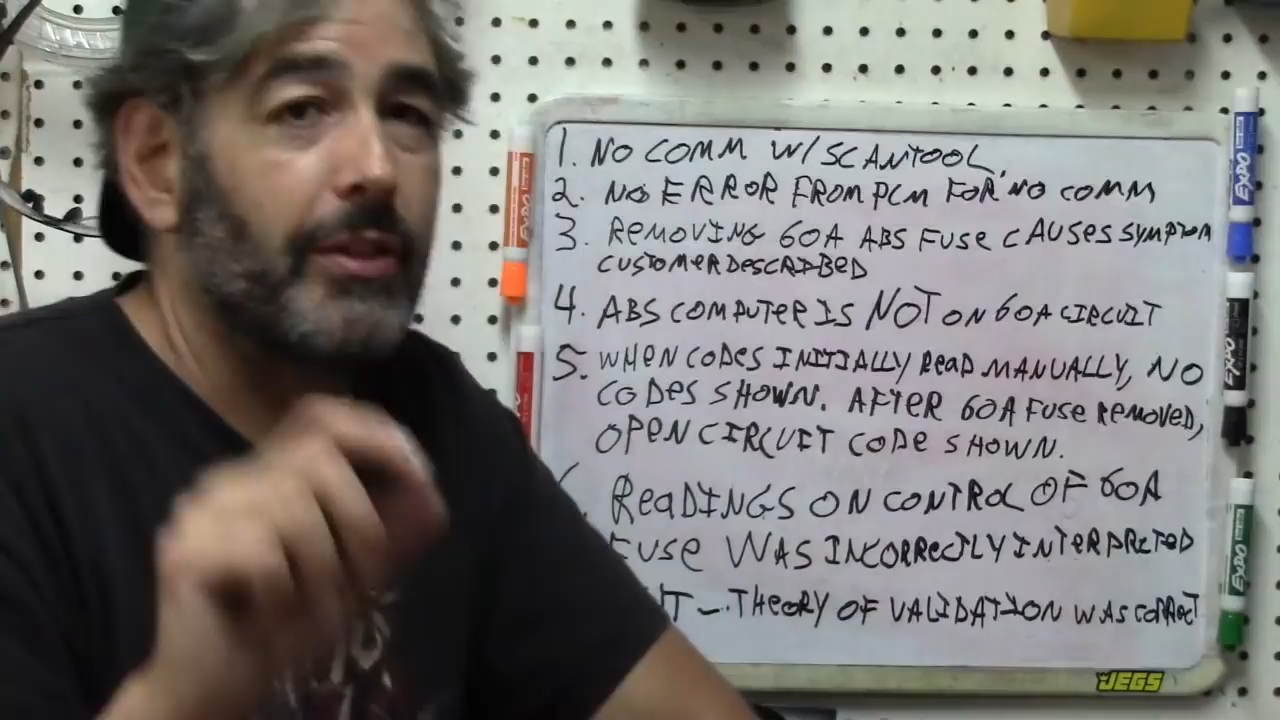 1. NO COMM W/SCANTOOL,
2. NO ERROR FROM PCM FOR NO COMM
3. REMOVING 60A ABS FUSE CAUSES SYMPTOM
CUSTOMER DESCRIBED
4. ABS COMPUTER IS NOT ON 60A CIRCUIT
5. WHEN CODES INITIALLY READ MANUALLY, NO
CODES SHOWN. AFTER 60A FUSE REMOVED,
OPEN CIRCUIT CODE SHOWN.
READINGS ON CONTROL OF 60A
FUSE WAS INCORRECTLY INTERPRETED
THEORY OF VALIDATION WAS CORRECT
JEGS
EXPO
EXPO
EXPO
EXPO